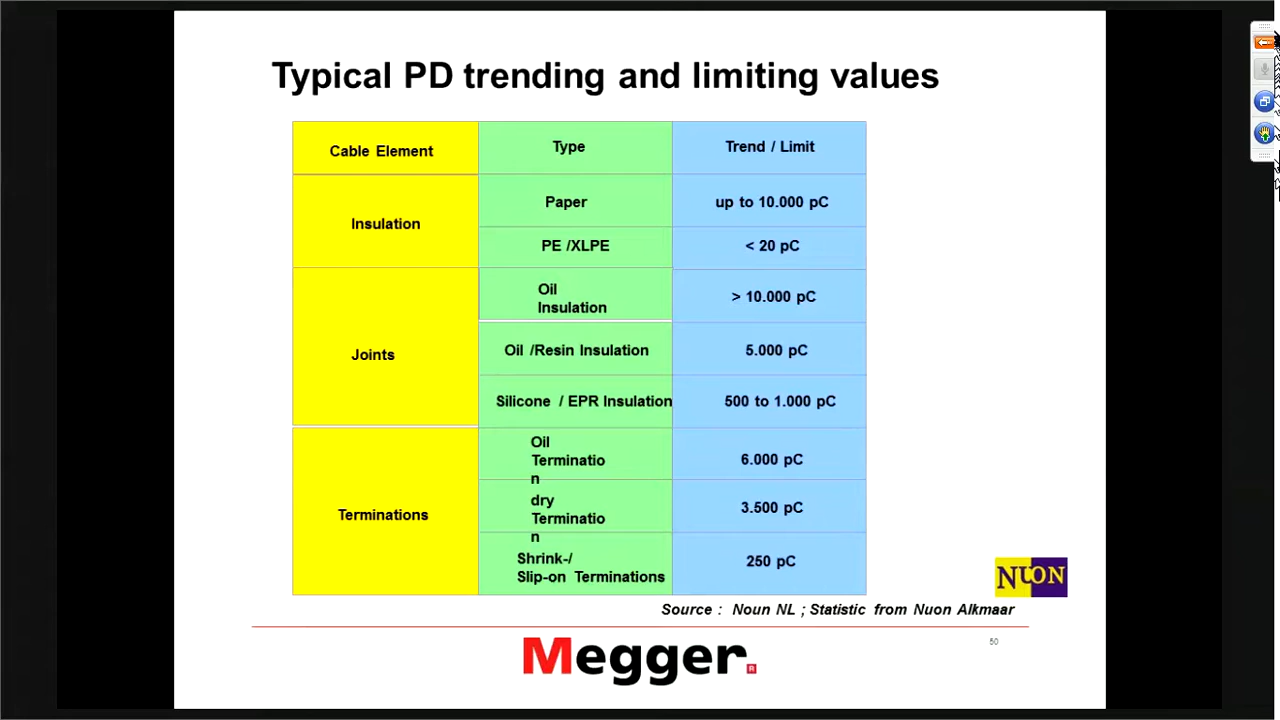 Typical PD trending and limiting values
Cable Element
Type
Trend / Limit
Insulation
Paper
up to 10.000 pC
PE /XLPE
< 20 pC
Joints
Oil
Insulation
> 10.000 pC
Oil /Resin Insulation
5.000 pC
Silicone / EPR Insulation
500 to 1.000 pC
Terminations
Oil
Terminatio
n
6.000 pC
dry
Terminatio
n
3.500 pC
Shrink-/
Slip-on Terminations
250 pC
NUON
Source : Noun NL ; Statistic from Nuon Alkmaar
50
Megger.
R